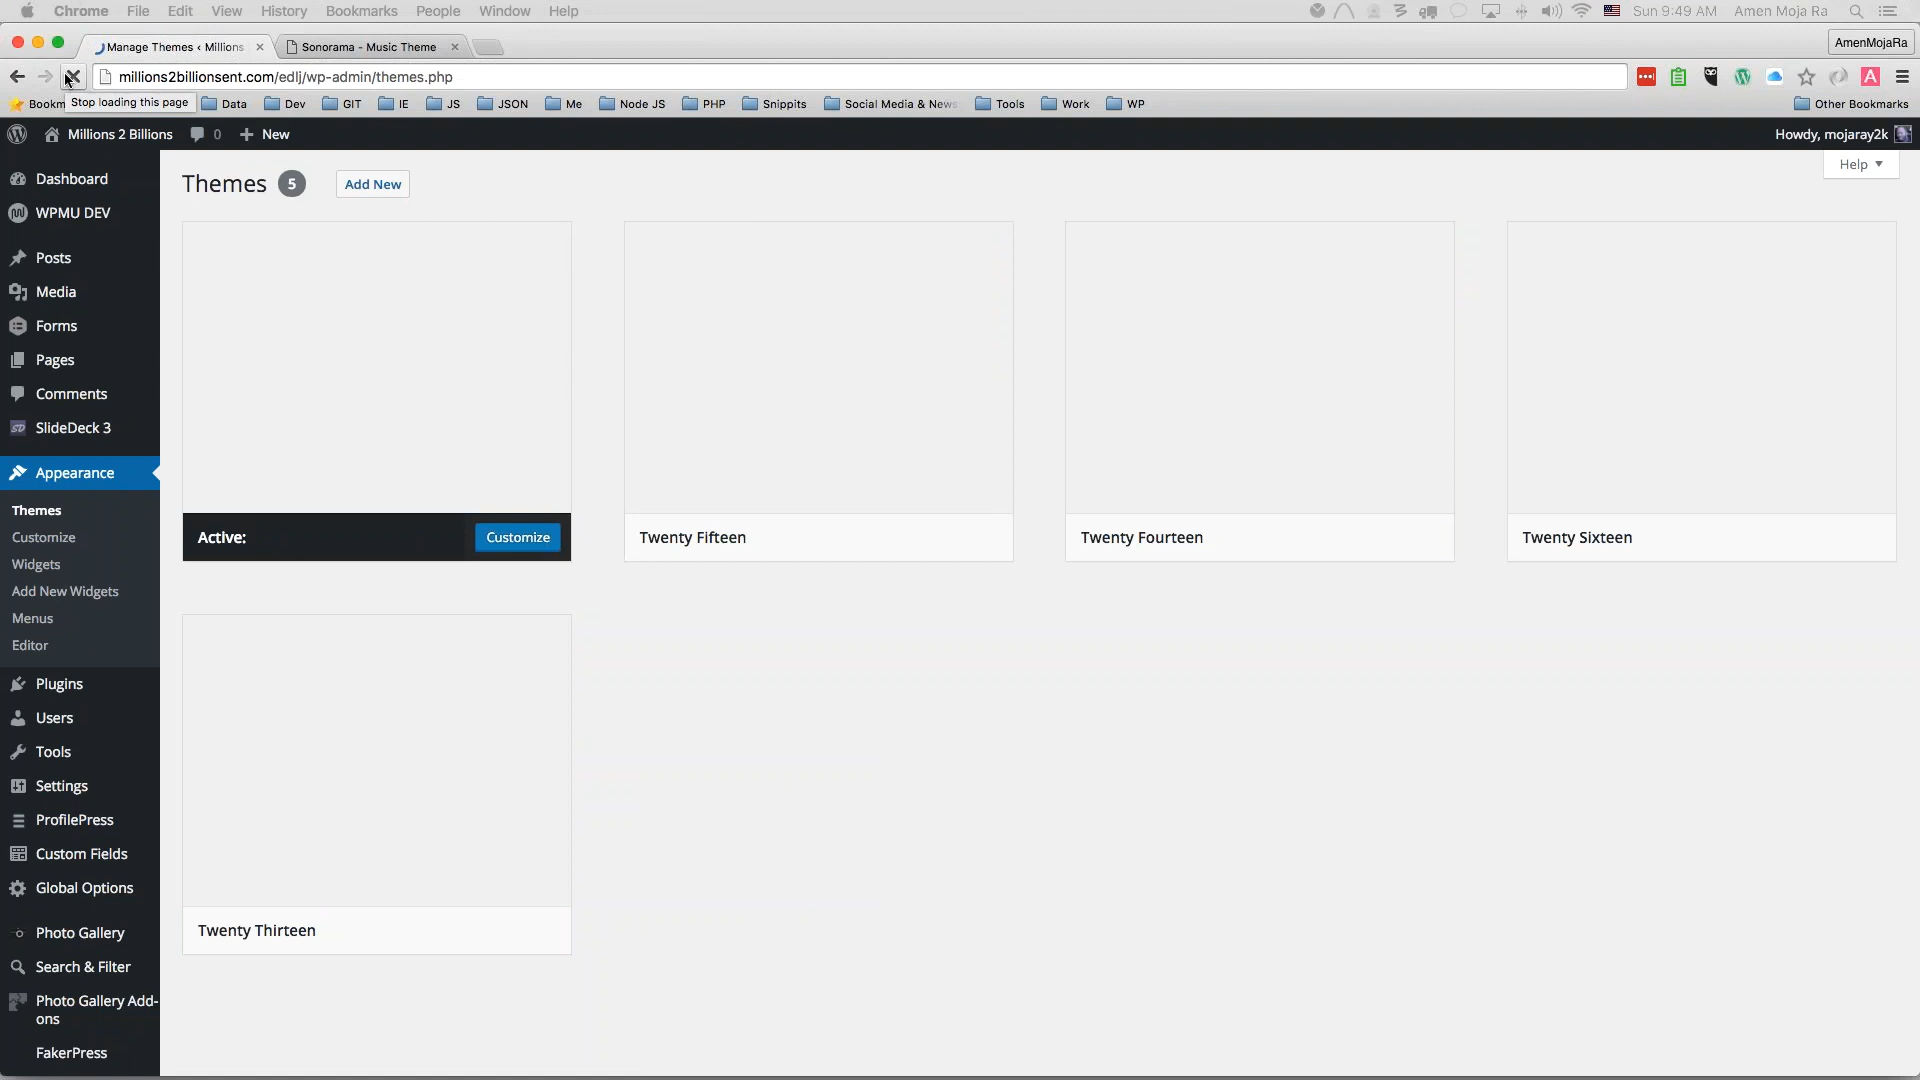 Chrome File Edit View History Bookmarks People Window Help Sun 9:49 AM Amen Moja Ra
Manage Themes ‹ Millions Sonorama - Music Theme AmenMojaRa
millions2billionsent.com/edlj/wp-admin/themes.php
Bookm Stop loading this page Data Dev GIT IE JS JSON Me Node JS PHP Snippits Social Media & News Tools Work WP Other Bookmarks
Millions 2 Billions 0 New Howdy, mojaray2k
Help
Themes 5 Add New
Dashboard
WPMU DEV
Posts
Media
Forms
Pages
Comments
SlideDeck 3
Appearance
Themes
Customize
Widgets
Add New Widgets
Menus
Editor
Plugins
Users
Tools
Settings
ProfilePress
Custom Fields
Global Options
Photo Gallery
Search & Filter
Photo Gallery Add-
ons
FakerPress
Active: Customize
Twenty Fifteen
Twenty Fourteen
Twenty Sixteen
Twenty Thirteen